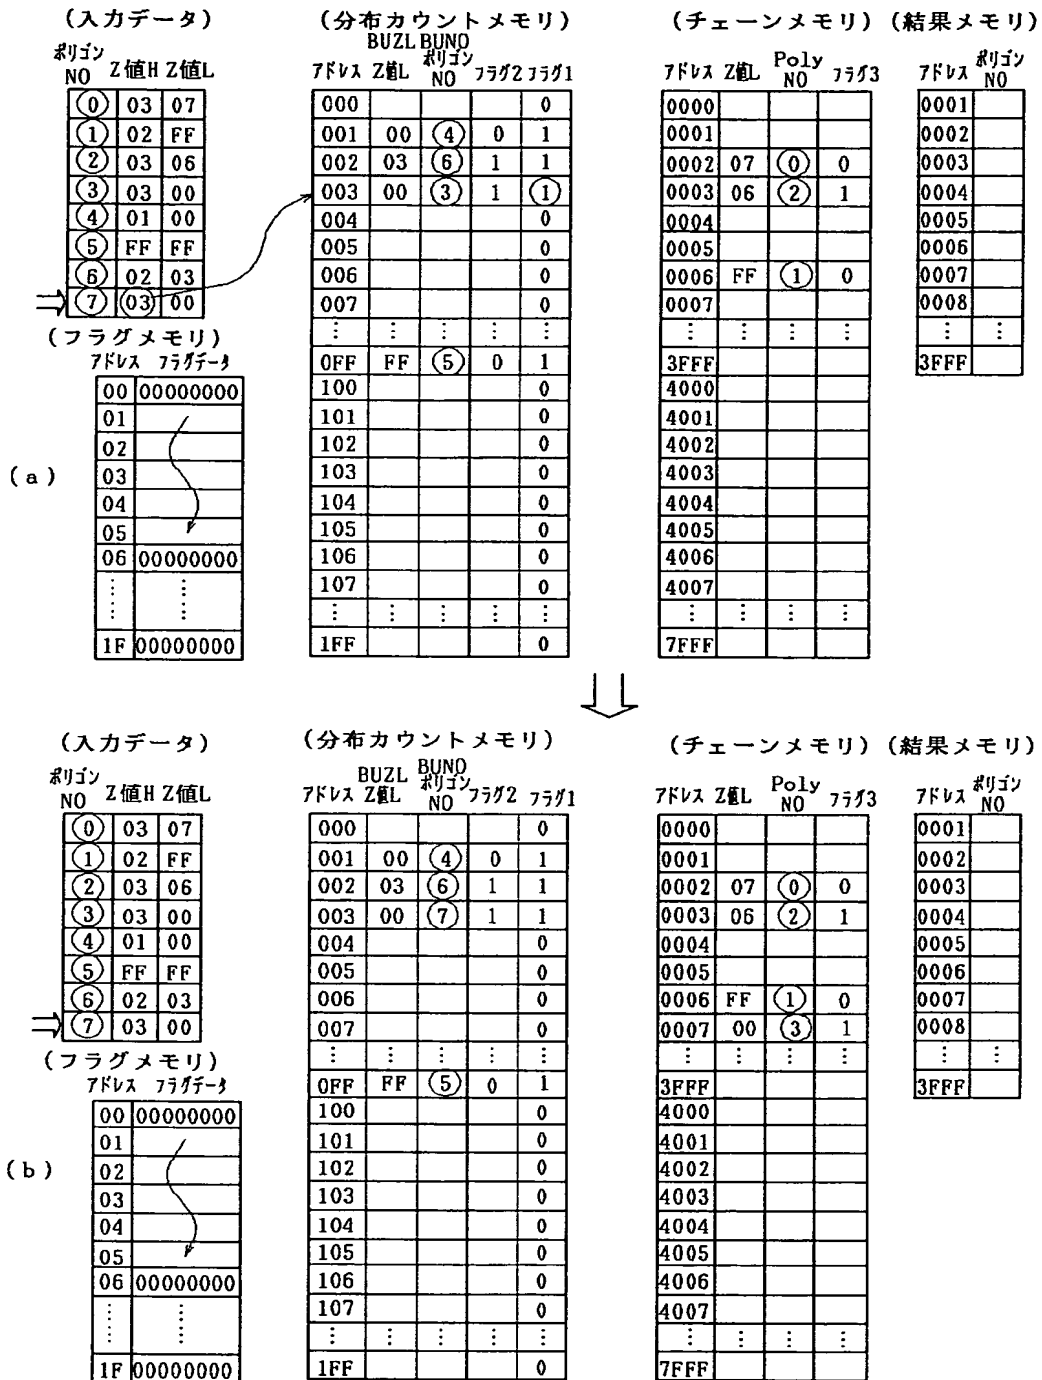 (入力データ) (分布カウントメモリ) (チェーンメモリ) (結果メモリ)
BUZL BUNO
ポリゴンNO Z値H Z値L アドレス Z値L ポリゴンNO フラグ2 フラグ1 アドレス Z値L Poly NO フラグ3 アドレス ポリゴンNO
0 03 07 000 0 0000 0001
1 02 FF 001 00 4 0 1 0001 0002
2 03 06 002 03 6 1 1 0002 07 0 0 0003
3 03 00 003 00 3 1 1 0003 06 2 1 0004
4 01 00 004 0 0004 0005
5 FF FF 005 0 0005 0006
6 02 03 006 0 0006 FF 1 0 0007
7 03 00 007 0 0007 0008
(フラグメモリ) ⋮ ⋮ ⋮ ⋮ ⋮ ⋮ ⋮ ⋮ ⋮ ⋮ ⋮
アドレス フラグデータ 0FF FF 5 0 1 3FFF 3FFF
00 00000000 100 0 4000
01 101 0 4001
02 102 0 4002
(a) 03 103 0 4003
04 104 0 4004
05 105 0 4005
06 00000000 106 0 4006
107 0 4007
⋮ ⋮ ⋮ ⋮ ⋮ ⋮ ⋮ ⋮ ⋮ ⋮ ⋮
1F 00000000 1FF 0 7FFF
(入力データ) (分布カウントメモリ) (チェーンメモリ) (結果メモリ)
BUZL BUNO
ポリゴンNO Z値H Z値L アドレス Z値L ポリゴンNO フラグ2 フラグ1 アドレス Z値L Poly NO フラグ3 アドレス ポリゴンNO
0 03 07 000 0 0000 0001
1 02 FF 001 00 4 0 1 0001 0002
2 03 06 002 03 6 1 1 0002 07 0 0 0003
3 03 00 003 00 7 1 1 0003 06 2 1 0004
4 01 00 004 0 0004 0005
5 FF FF 005 0 0005 0006
6 02 03 006 0 0006 FF 1 0 0007
7 03 00 007 0 0007 00 3 1 0008
(フラグメモリ) ⋮ ⋮ ⋮ ⋮ ⋮ ⋮ ⋮ ⋮ ⋮ ⋮ ⋮
アドレス フラグデータ 0FF FF 5 0 1 3FFF 3FFF
00 00000000 100 0 4000
01 101 0 4001
(b) 02 102 0 4002
03 103 0 4003
04 104 0 4004
05 105 0 4005
06 00000000 106 0 4006
107 0 4007
⋮ ⋮ ⋮ ⋮ ⋮ ⋮ ⋮ ⋮ ⋮ ⋮ ⋮
1F 00000000 1FF 0 7FFF